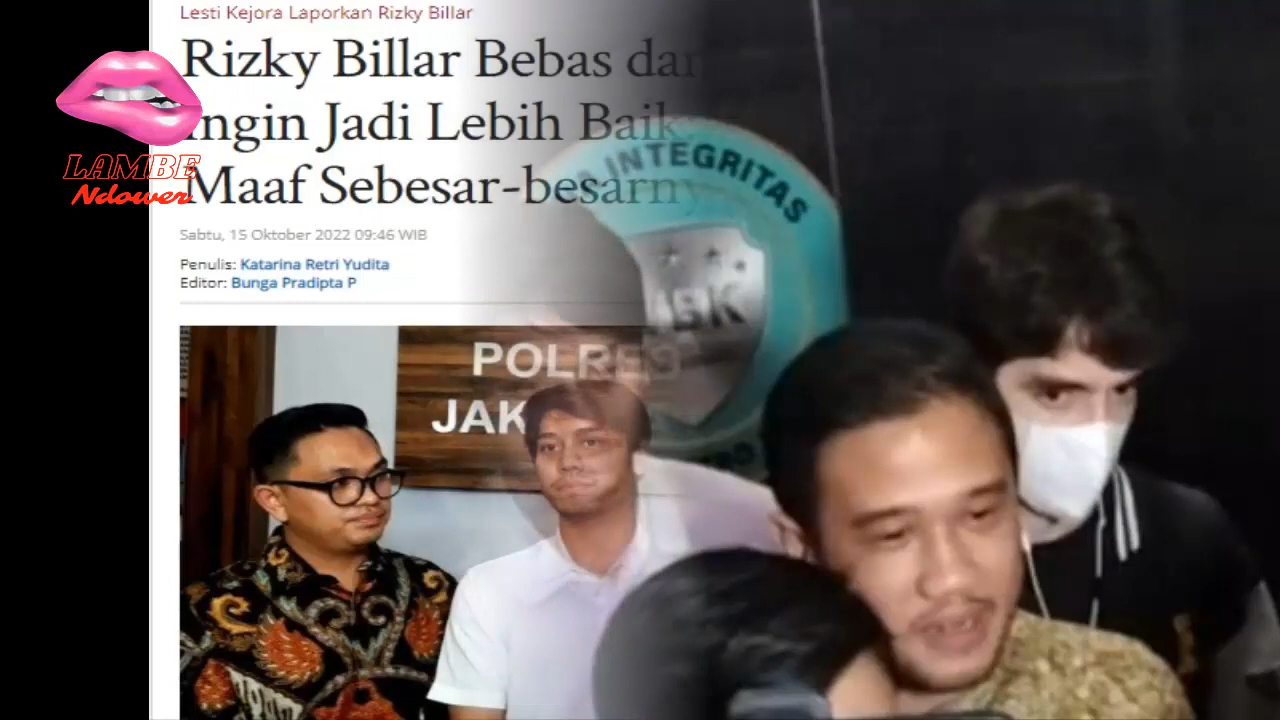 Lesti Kejora Laporkan Rizky Billar
Rizky Billar Bebas dar
Ingin Jadi Lebih Baik,
Maaf Sebesar-besarny
Sabtu, 15 Oktober 2022 09:46 WIB
Penulis: Katarina Retri Yudita
Editor: Bunga Pradipta P
LAMBE
Ndower
INTEGRITAS
POLRES
JAK